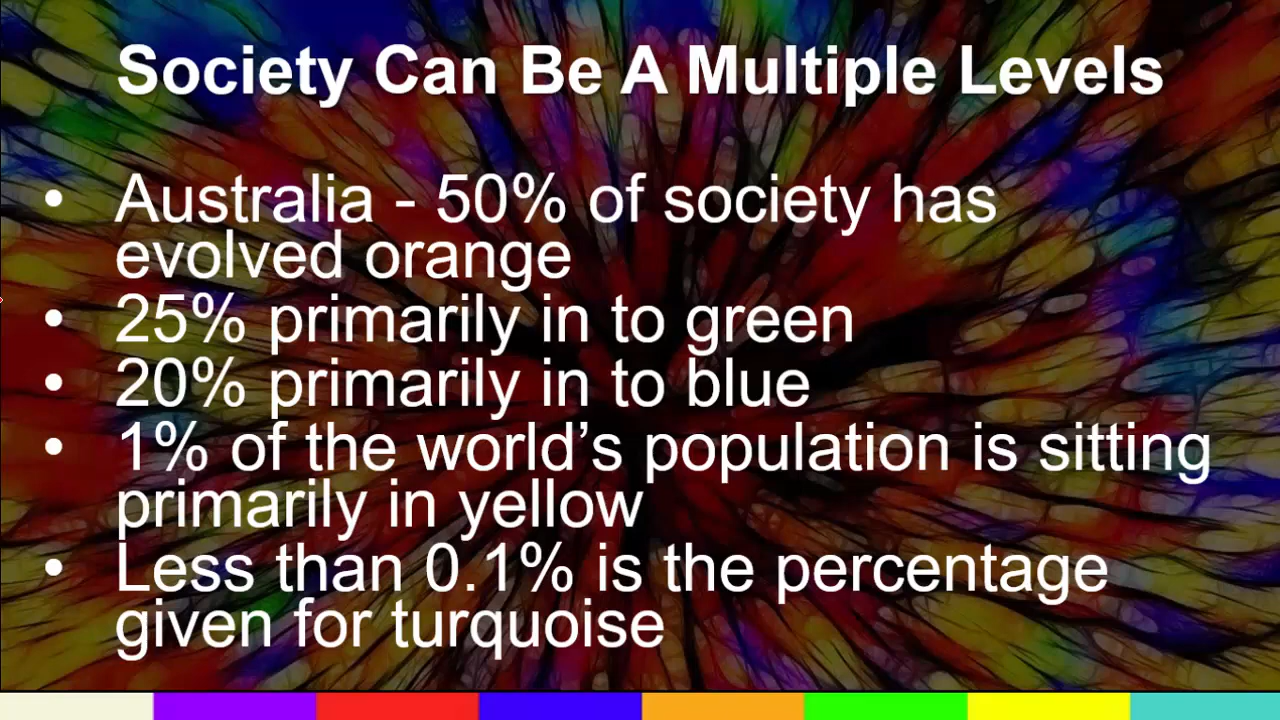 Society Can Be A Multiple Levels
• Australia - 50% of society has
evolved orange
• 25% primarily in to green
• 20% primarily in to blue
• 1% of the world’s population is sitting
primarily in yellow
• Less than 0.1% is the percentage
given for turquoise